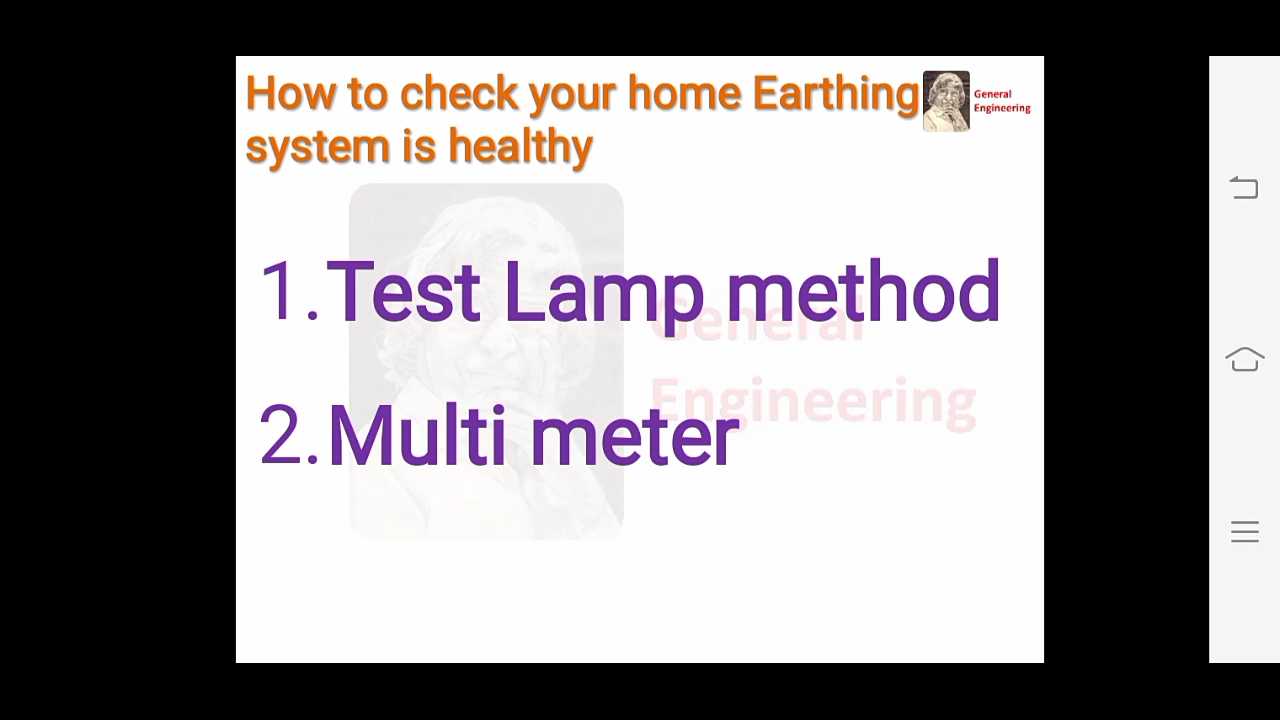 How to check your home Earthing
system is healthy
General
Engineering
1.Test Lamp method
2.Multi meter
General
Engineering